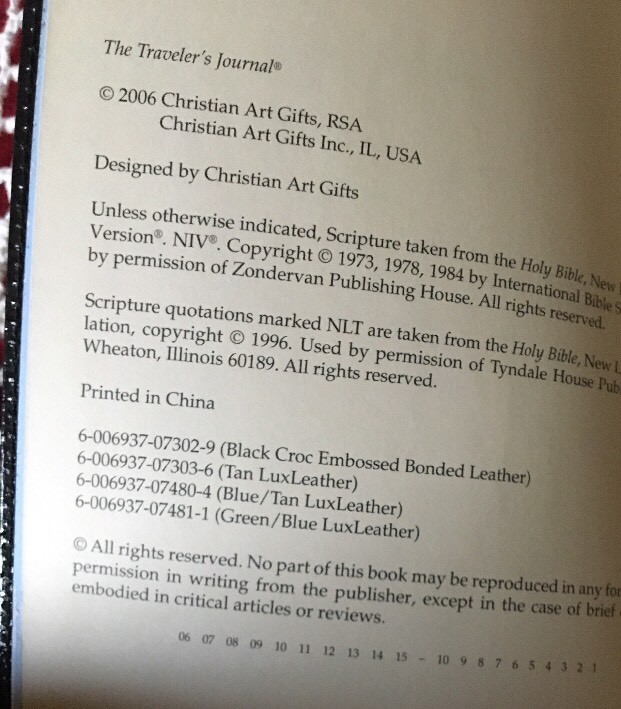 The Traveler's Journal®
© 2006 Christian Art Gifts, RSA
Christian Art Gifts Inc., IL, USA
Designed by Christian Art Gifts
Unless otherwise indicated, Scripture taken from the Holy Bible, New
Version®. NIV®. Copyright © 1973, 1978, 1984 by International Bible S
by permission of Zondervan Publishing House. All rights reserved.
Scripture quotations marked NLT are taken from the Holy Bible, New L
lation, copyright © 1996. Used by permission of Tyndale House Pub
Wheaton, Illinois 60189. All rights reserved.
Printed in China
6-006937-07302-9 (Black Croc Embossed Bonded Leather)
6-006937-07303-6 (Tan LuxLeather)
6-006937-07480-4 (Blue/Tan LuxLeather)
6-006937-07481-1 (Green/Blue LuxLeather)
© All rights reserved. No part of this book may be reproduced in any for
permission in writing from the publisher, except in the case of brief
embodied in critical articles or reviews.
06 07 08 09 10 11 12 13 14 15 – 10 9 8 7 6 5 4 3 2 1